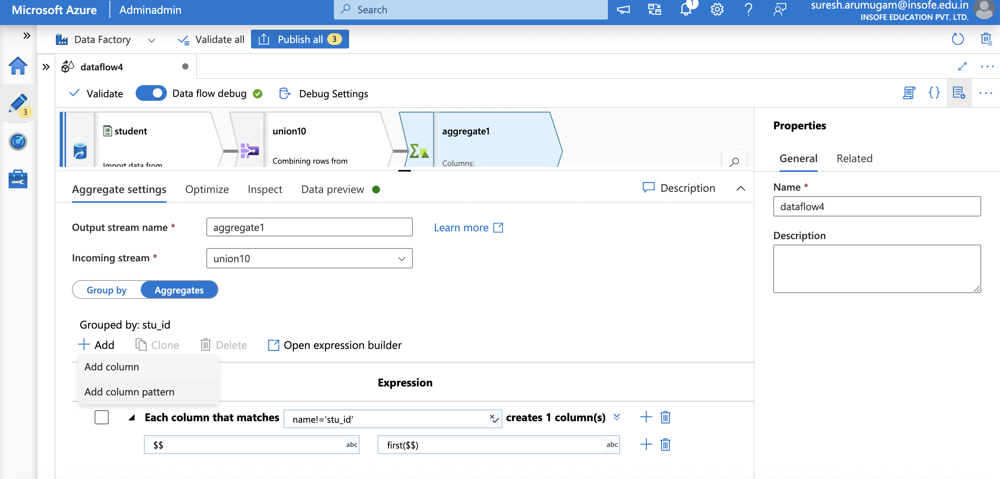 Microsoft Azure
Adminadmin
Search
1
suresh.arumugam@insofe.edu.in
INSOFE EDUCATION PVT. LTD.
Data Factory
Validate all
Publish all 3
dataflow4
3
Validate
Data flow debug
Debug Settings
student
Import data from
union10
Combining rows from
aggregate1
Columns:
Properties
General
Related
Aggregate settings
Optimize
Inspect
Data preview
Description
Name *
dataflow4
Output stream name *
aggregate1
Learn more
Description
Incoming stream *
union10
Group by
Aggregates
Grouped by: stu_id
Add
Clone
Delete
Open expression builder
Add column
Add column pattern
Expression
Each column that matches
name!='stu_id'
creates 1 column(s)
$$
abc
first($$)
abc